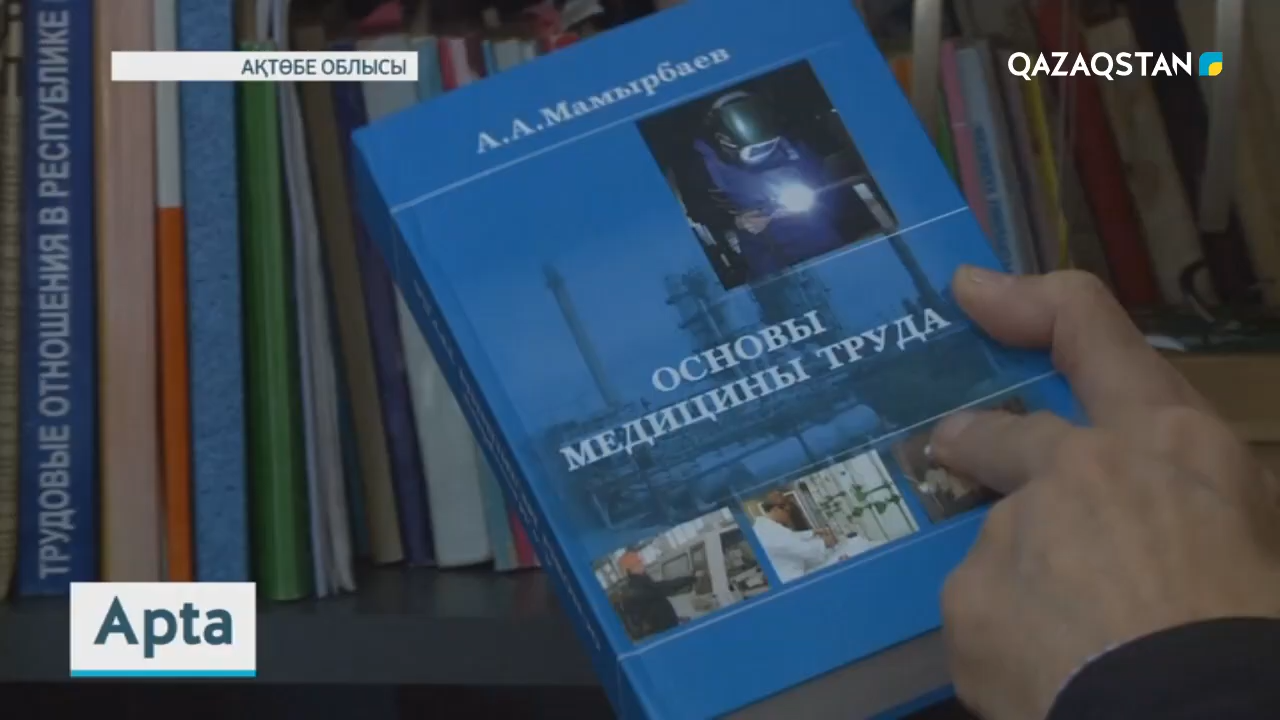 АҚТӨБЕ ОБЛЫСЫ
QAZAQSTAN
ТРУДОВЫЕ ОТНОШЕНИЯ В РЕСПУБЛИКЕ
А.А.Мамырбаев
ОСНОВЫ
МЕДИЦИНЫ ТРУДА
Apta